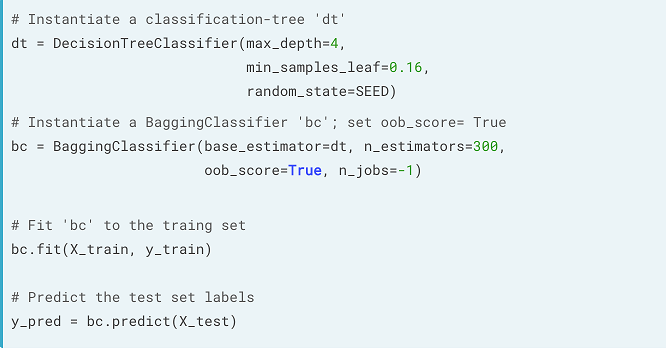 # Instantiate a classification-tree 'dt'
dt = DecisionTreeClassifier(max_depth=4,
                            min_samples_leaf=0.16,
                            random_state=SEED)
# Instantiate a BaggingClassifier 'bc'; set oob_score= True
bc = BaggingClassifier(base_estimator=dt, n_estimators=300,
                       oob_score=True, n_jobs=-1)
# Fit 'bc' to the traing set
bc.fit(X_train, y_train)
# Predict the test set labels
y_pred = bc.predict(X_test)